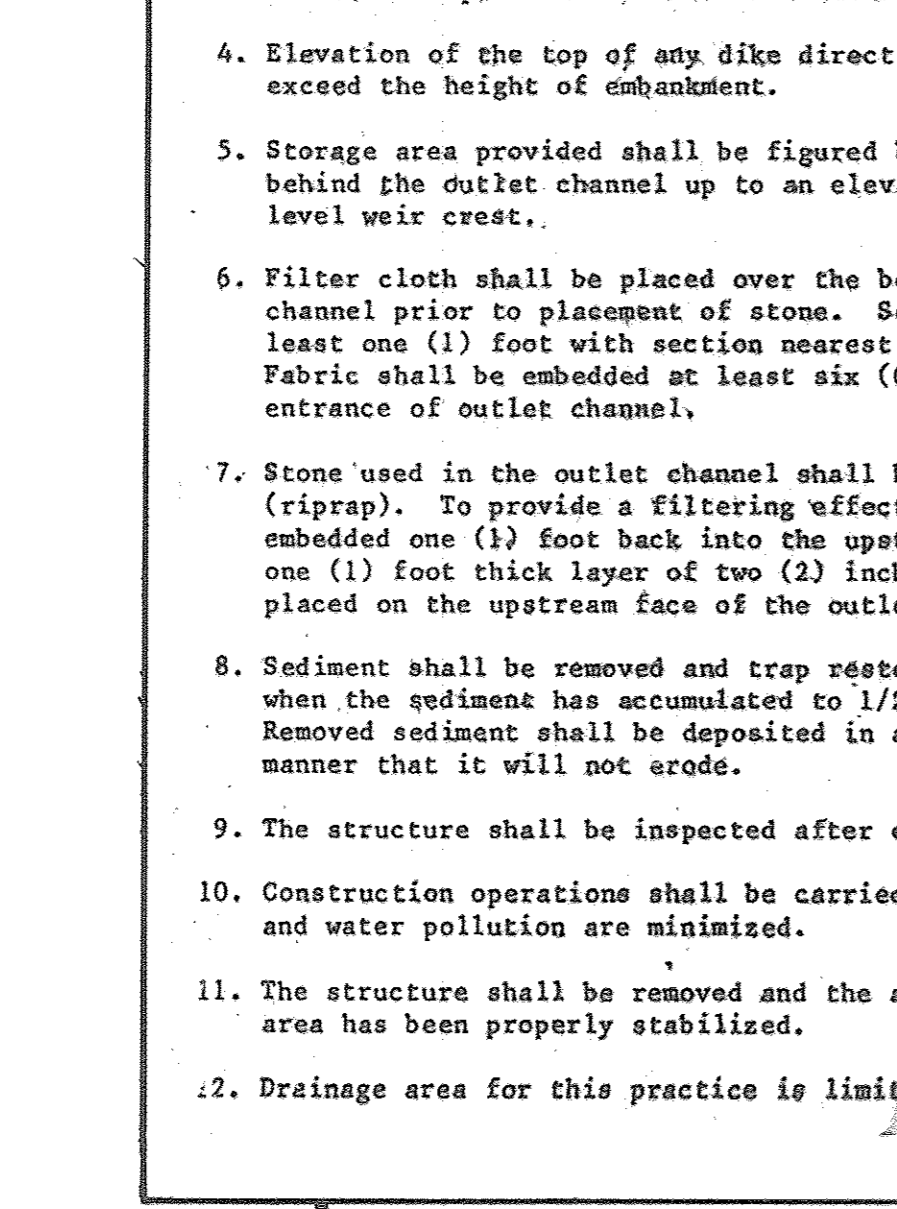 4. Elevation of the top of any dike direct
exceed the height of embankment.
5. Storage area provided shall be figured
behind the outlet channel up to an elev
level weir crest.
6. Filter cloth shall be placed over the
channel prior to placement of stone. S
least one (1) foot with section nearest
Fabric shall be embedded at least six (
entrance of outlet channel.
7. Stone used in the outlet channel shall
(riprap). To provide a filtering effect
embedded one (1) foot back into the upst
one (1) foot thick layer of two (2) inch
placed on the upstream face of the outle
8. Sediment shall be removed and trap resto
when the sediment has accumulated to 1/2
Removed sediment shall be deposited in a
manner that it will not erode.
9. The structure shall be inspected after
10. Construction operations shall be carried
and water pollution are minimized.
11. The structure shall be removed and the a
area has been properly stabilized.
12. Drainage area for this practice is limit